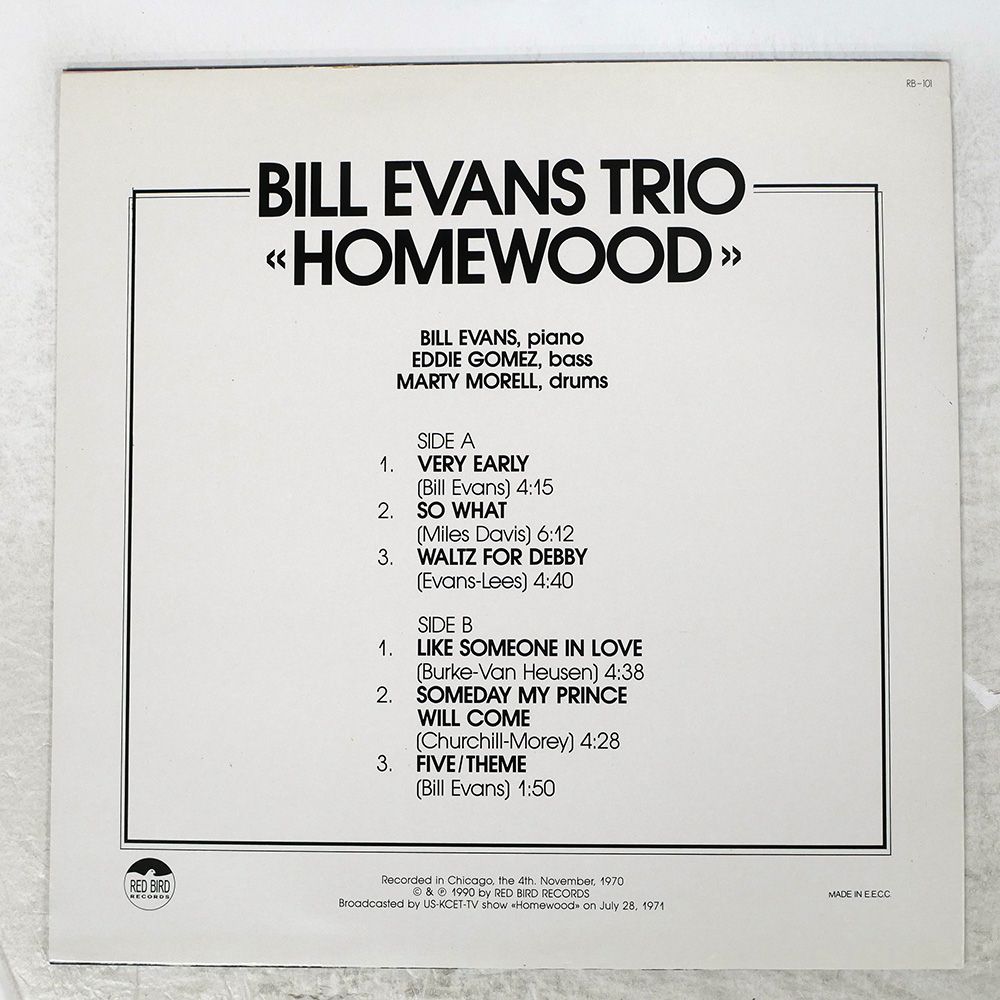 RB-101
BILL EVANS TRIO
«HOMEWOOD»
BILL EVANS, piano
EDDIE GOMEZ, bass
MARTY MORELL, drums
SIDE A
1. VERY EARLY
(Bill Evans) 4:15
2. SO WHAT
(Miles Davis) 6:12
3. WALTZ FOR DEBBY
(Evans-Lees) 4:40
SIDE B
1. LIKE SOMEONE IN LOVE
(Burke-Van Heusen) 4:38
2. SOMEDAY MY PRINCE
WILL COME
(Churchill-Morey) 4:28
3. FIVE/THEME
(Bill Evans) 1:50
RED BIRD
RECORDS
Recorded in Chicago, the 4th. November, 1970
© & ℗ 1990 by RED BIRD RECORDS
Broadcasted by US-KCET-TV show «Homewood» on July 28, 1971
MADE IN E.E.C.C.